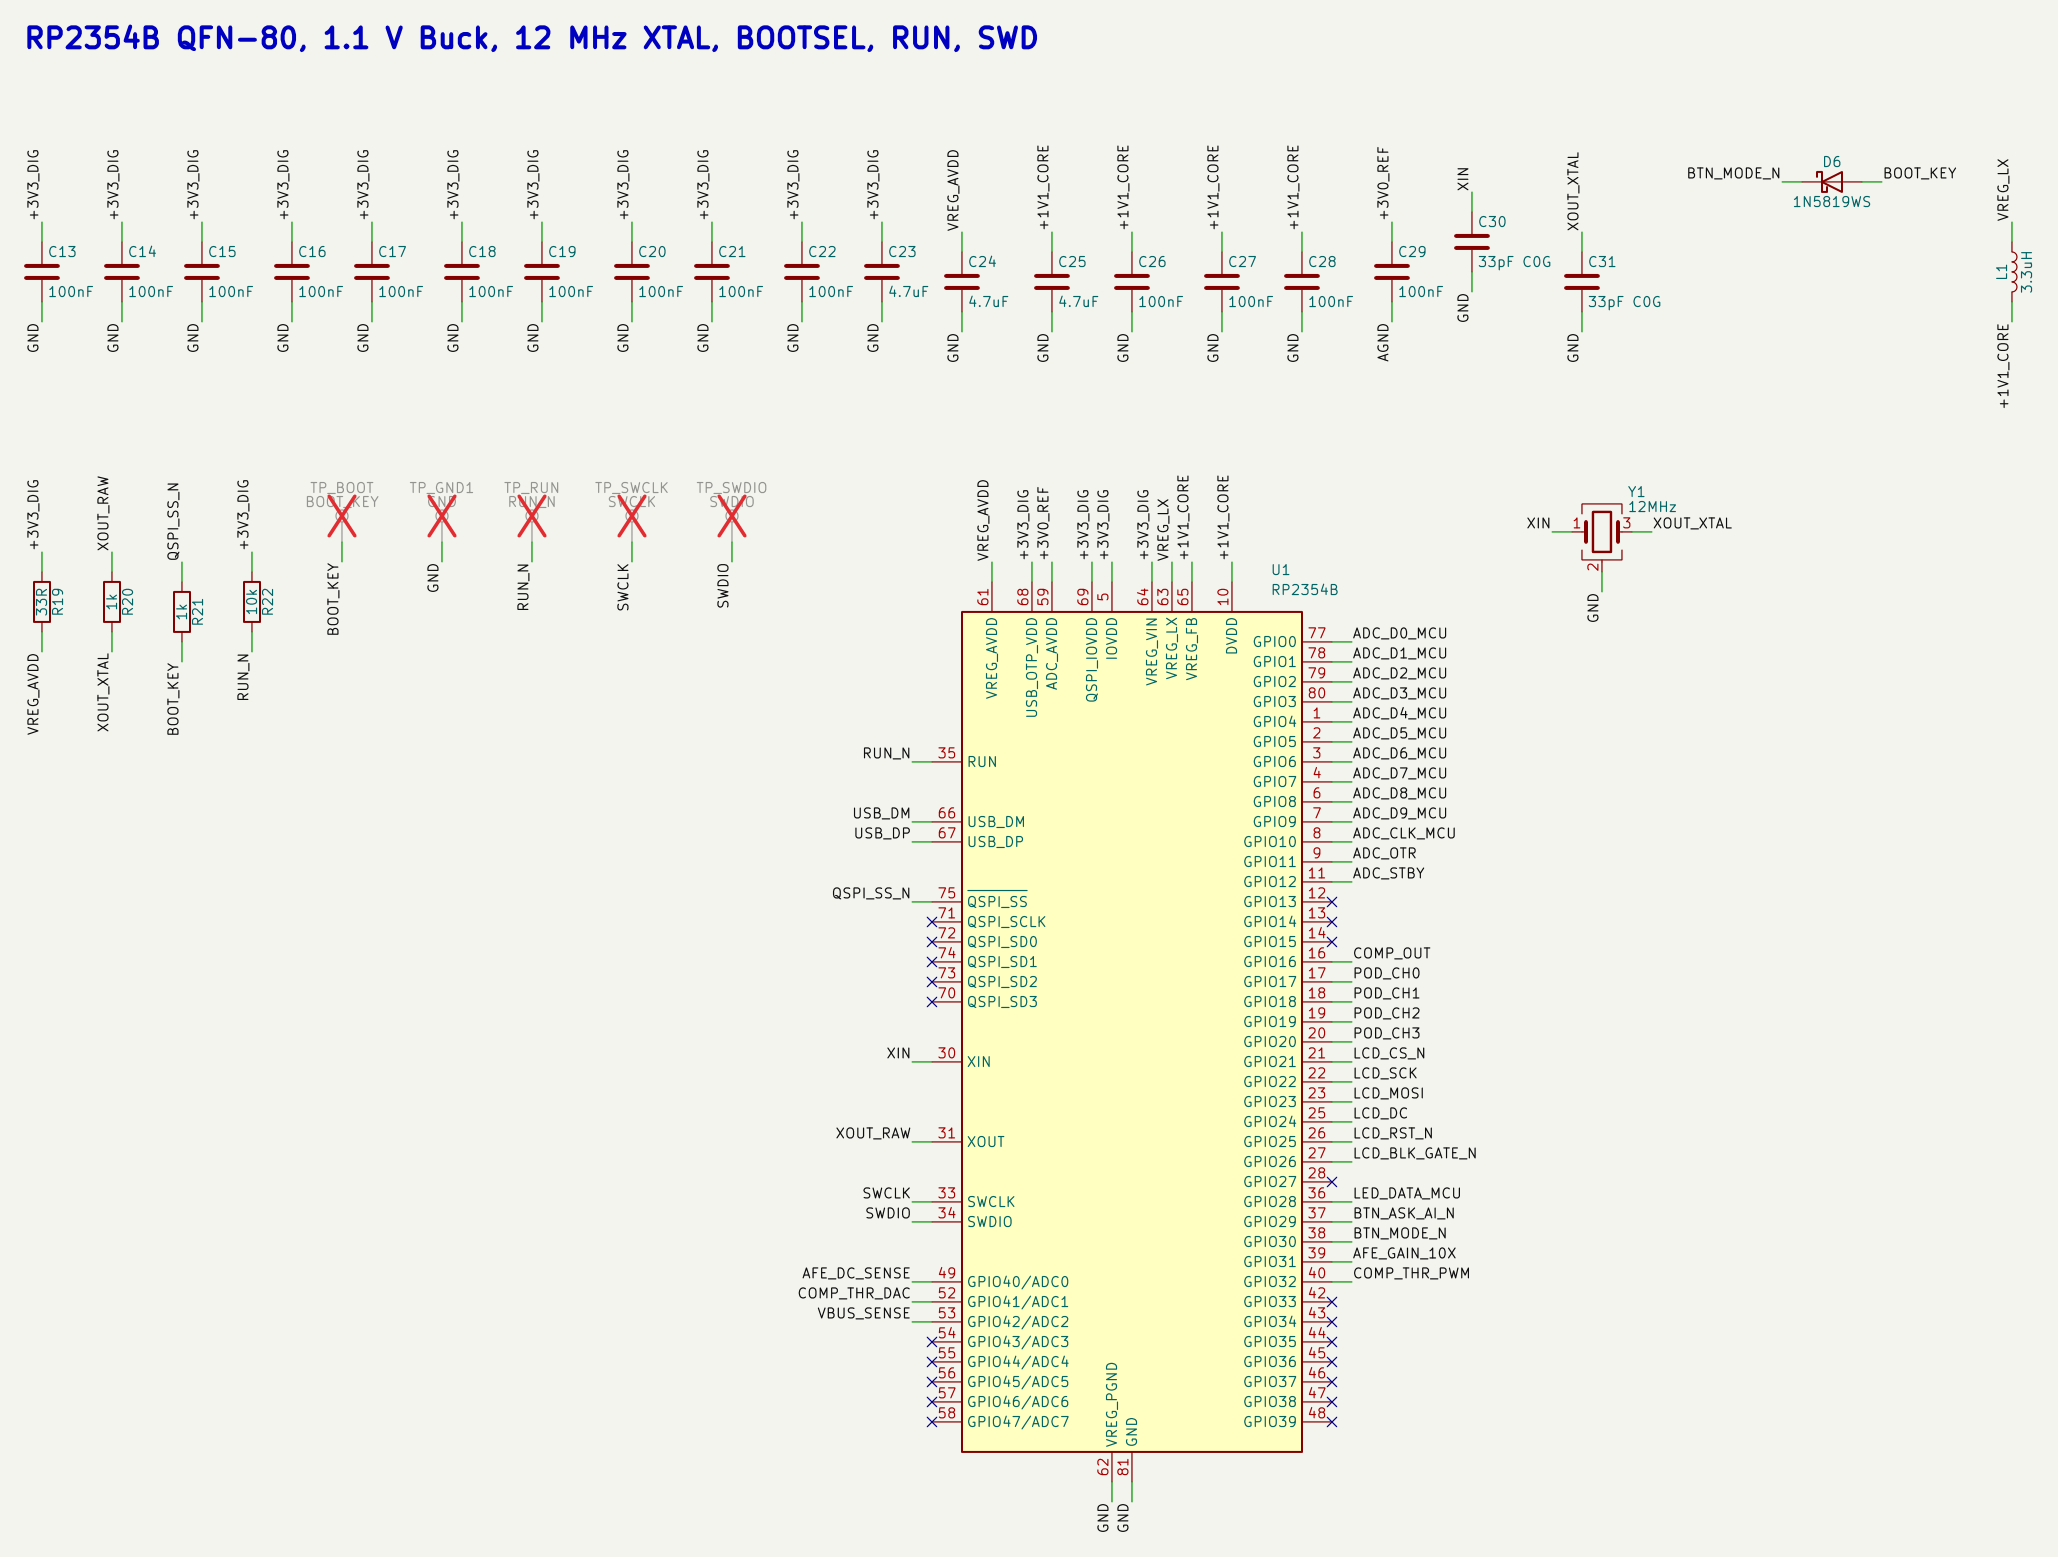 RP2354B QFN-80, 1.1 V Buck, 12 MHz XTAL, BOOTSEL, RUN, SWD
+3V3_DIG
C13
100nF
GND
+3V3_DIG
C14
100nF
GND
+3V3_DIG
C15
100nF
GND
+3V3_DIG
C16
100nF
GND
+3V3_DIG
C17
100nF
GND
+3V3_DIG
C18
100nF
GND
+3V3_DIG
C19
100nF
GND
+3V3_DIG
C20
100nF
GND
+3V3_DIG
C21
100nF
GND
+3V3_DIG
C22
100nF
GND
+3V3_DIG
C23
4.7uF
GND
VREG_AVDD
C24
4.7uF
GND
+1V1_CORE
C25
4.7uF
GND
+1V1_CORE
C26
100nF
GND
+1V1_CORE
C27
100nF
GND
+1V1_CORE
C28
100nF
GND
+3V0_REF
C29
100nF
AGND
XIN
C30
33pF C0G
GND
XOUT_XTAL
C31
33pF C0G
GND
BTN_MODE_N
D6
1N5819WS
BOOT_KEY
VREG_LX
L1
3.3uH
+1V1_CORE
+3V3_DIG
33R
R19
VREG_AVDD
XOUT_RAW
1k
R20
XOUT_XTAL
QSPI_SS_N
1k
R21
BOOT_KEY
+3V3_DIG
10k
R22
RUN_N
TP_BOOT
BOOT_KEY
BOOT_KEY
TP_GND1
GND
GND
TP_RUN
RUN_N
RUN_N
TP_SWCLK
SWCLK
SWCLK
TP_SWDIO
SWDIO
SWDIO
Y1
12MHz
XIN
1
3
XOUT_XTAL
2
GND
U1
RP2354B
VREG_AVDD
61
VREG_AVDD
+3V3_DIG
68
USB_OTP_VDD
+3V0_REF
59
ADC_AVDD
+3V3_DIG
69
QSPI_IOVDD
+3V3_DIG
5
IOVDD
+3V3_DIG
64
VREG_VIN
VREG_LX
63
VREG_LX
+1V1_CORE
65
VREG_FB
+1V1_CORE
10
DVDD
RUN_N 35 RUN
USB_DM 66 USB_DM
USB_DP 67 USB_DP
QSPI_SS_N 75 QSPI_SS
71 QSPI_SCLK
72 QSPI_SD0
74 QSPI_SD1
73 QSPI_SD2
70 QSPI_SD3
XIN 30 XIN
XOUT_RAW 31 XOUT
SWCLK 33 SWCLK
SWDIO 34 SWDIO
AFE_DC_SENSE 49 GPIO40/ADC0
COMP_THR_DAC 52 GPIO41/ADC1
VBUS_SENSE 53 GPIO42/ADC2
54 GPIO43/ADC3
55 GPIO44/ADC4
56 GPIO45/ADC5
57 GPIO46/ADC6
58 GPIO47/ADC7
GPIO0 77 ADC_D0_MCU
GPIO1 78 ADC_D1_MCU
GPIO2 79 ADC_D2_MCU
GPIO3 80 ADC_D3_MCU
GPIO4 1 ADC_D4_MCU
GPIO5 2 ADC_D5_MCU
GPIO6 3 ADC_D6_MCU
GPIO7 4 ADC_D7_MCU
GPIO8 6 ADC_D8_MCU
GPIO9 7 ADC_D9_MCU
GPIO10 8 ADC_CLK_MCU
GPIO11 9 ADC_OTR
GPIO12 11 ADC_STBY
GPIO13 12
GPIO14 13
GPIO15 14
GPIO16 16 COMP_OUT
GPIO17 17 POD_CH0
GPIO18 18 POD_CH1
GPIO19 19 POD_CH2
GPIO20 20 POD_CH3
GPIO21 21 LCD_CS_N
GPIO22 22 LCD_SCK
GPIO23 23 LCD_MOSI
GPIO24 25 LCD_DC
GPIO25 26 LCD_RST_N
GPIO26 27 LCD_BLK_GATE_N
GPIO27 28
GPIO28 36 LED_DATA_MCU
GPIO29 37 BTN_ASK_AI_N
GPIO30 38 BTN_MODE_N
GPIO31 39 AFE_GAIN_10X
GPIO32 40 COMP_THR_PWM
GPIO33 42
GPIO34 43
GPIO35 44
GPIO36 45
GPIO37 46
GPIO38 47
GPIO39 48
VREG_PGND
62
GND
GND
81
GND